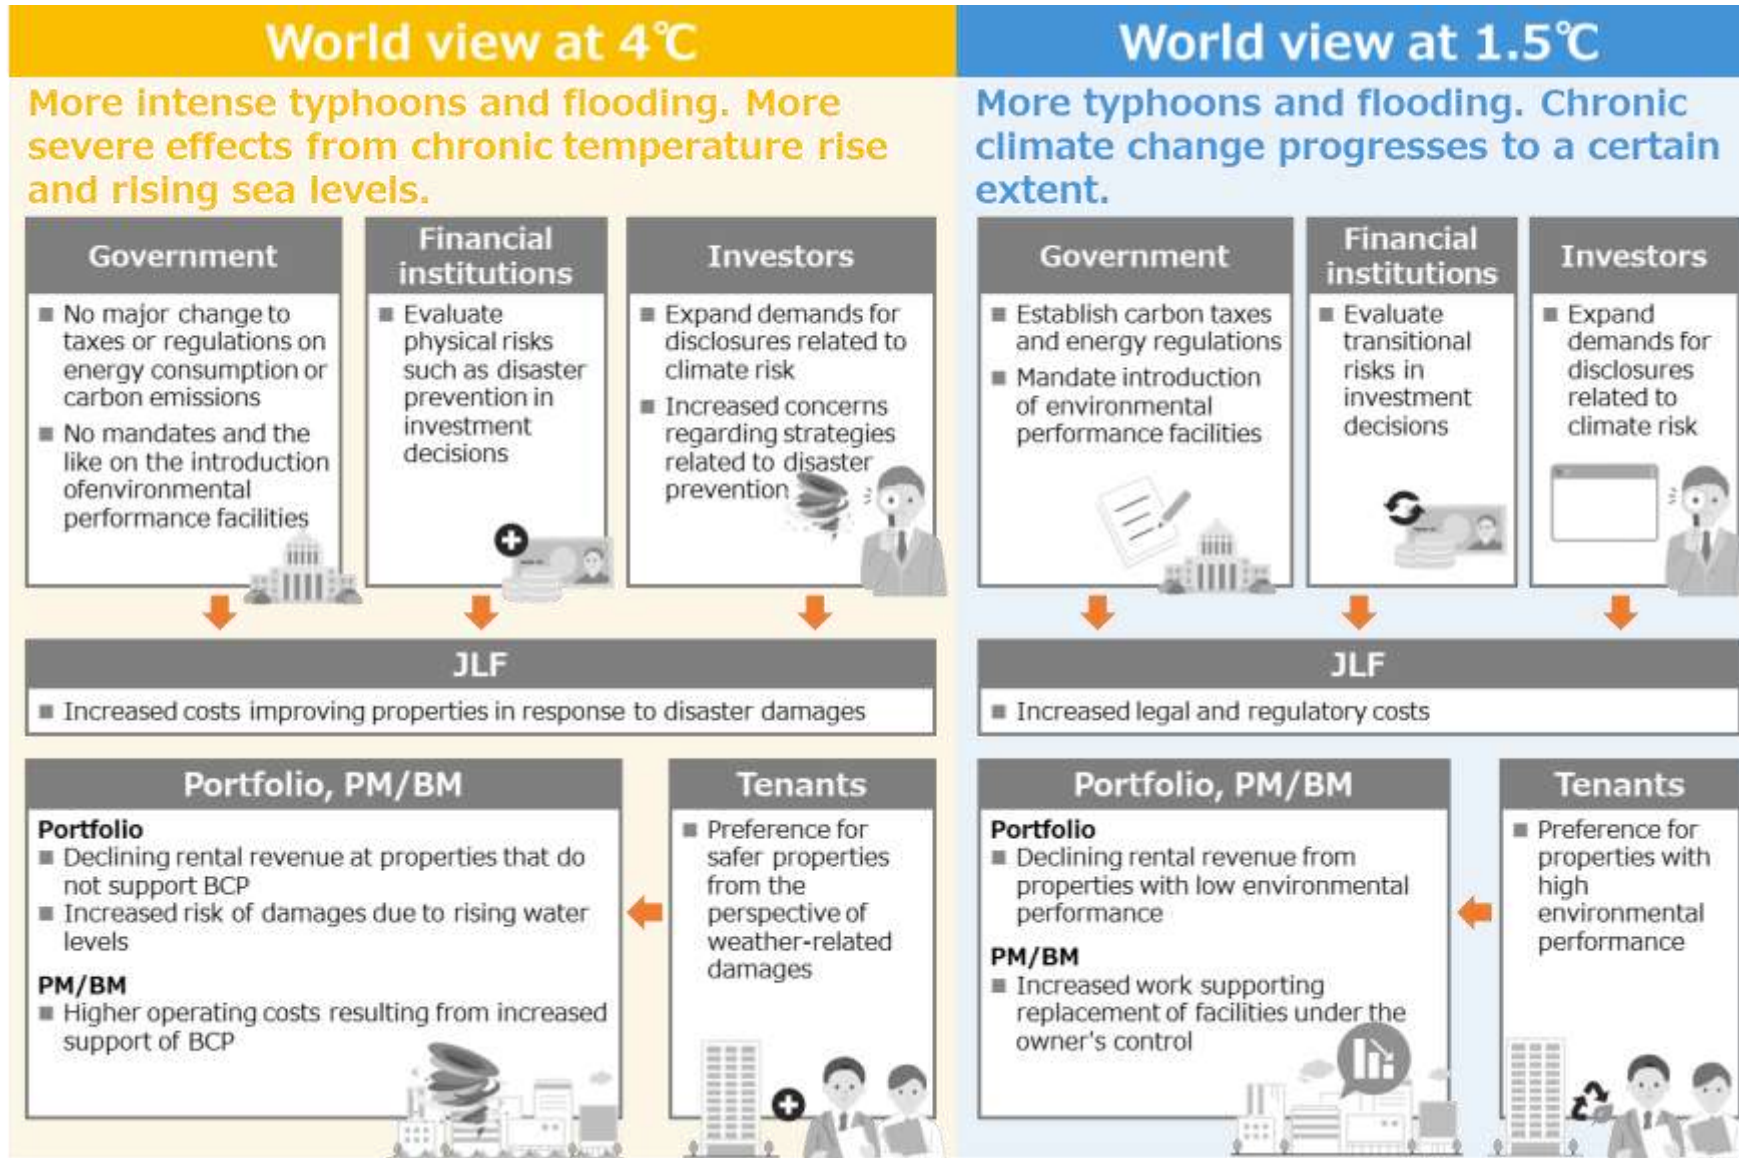 World view at 4℃
More intense typhoons and flooding. More
severe effects from chronic temperature rise
and rising sea levels.
Government
■ No major change to
taxes or regulations on
energy consumption or
carbon emissions
■ No mandates and the
like on the introduction
ofenvironmental
performance facilities
Financial
institutions
■ Evaluate
physical risks
such as disaster
prevention in
investment
decisions
Investors
■ Expand demands for
disclosures related to
climate risk
■ Increased concerns
regarding strategies
related to disaster
prevention
JLF
■ Increased costs improving properties in response to disaster damages
Portfolio, PM/BM
Portfolio
■ Declining rental revenue at properties that do
not support BCP
■ Increased risk of damages due to rising water
levels
PM/BM
■ Higher operating costs resulting from increased
support of BCP
Tenants
■ Preference for
safer properties
from the
perspective of
weather-related
damages
World view at 1.5℃
More typhoons and flooding. Chronic
climate change progresses to a certain
extent.
Government
■ Establish carbon taxes
and energy regulations
■ Mandate introduction
of environmental
performance facilities
Financial
institutions
■ Evaluate
transitional
risks in
investment
decisions
Investors
■ Expand
demands for
disclosures
related to
climate risk
JLF
■ Increased legal and regulatory costs
Portfolio, PM/BM
Portfolio
■ Declining rental revenue from
properties with low environmental
performance
PM/BM
■ Increased work supporting
replacement of facilities under the
owner's control
Tenants
■ Preference for
properties with
high
environmental
performance